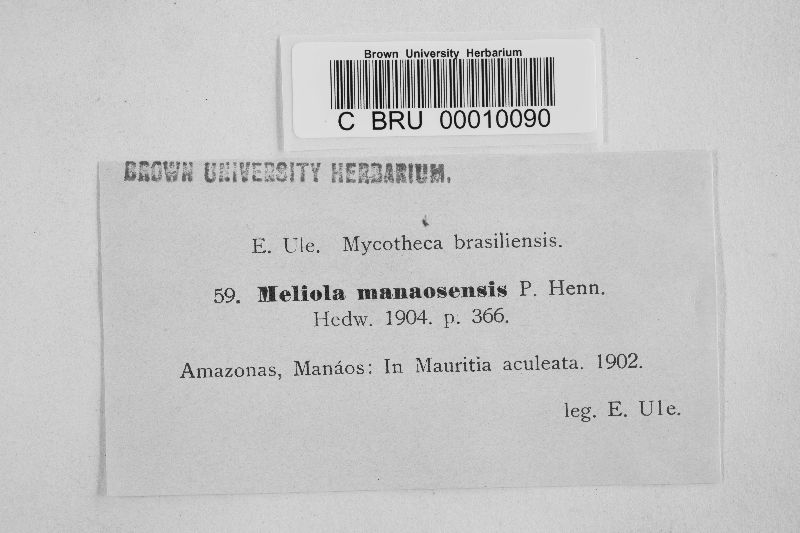 Brown University Herbarium
C BRU 00010090
BROWN UNIVERSITY HERBARIUM.
E. Ule. Mycotheca brasiliensis.
59. Meliola manaosensis P. Henn.
Hedw. 1904. p. 366.
Amazonas, Manáos: In Mauritia aculeata. 1902.
leg. E. Ule.